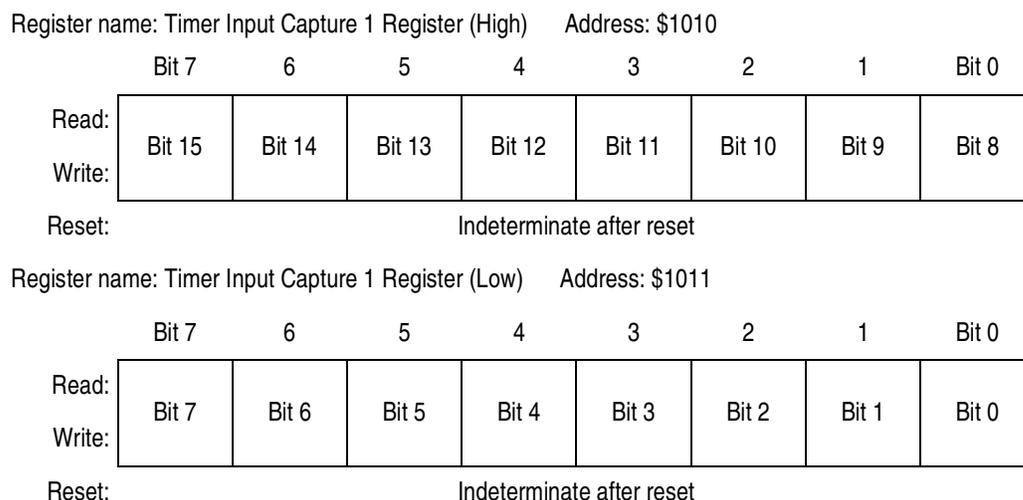 Register name: Timer Input Capture 1 Register (High) Address: $1010
Bit 7 6 5 4 3 2 1 Bit 0
Read:
Bit 15 Bit 14 Bit 13 Bit 12 Bit 11 Bit 10 Bit 9 Bit 8
Write:
Reset: Indeterminate after reset
Register name: Timer Input Capture 1 Register (Low) Address: $1011
Bit 7 6 5 4 3 2 1 Bit 0
Read:
Bit 7 Bit 6 Bit 5 Bit 4 Bit 3 Bit 2 Bit 1 Bit 0
Write:
Reset: Indeterminate after reset